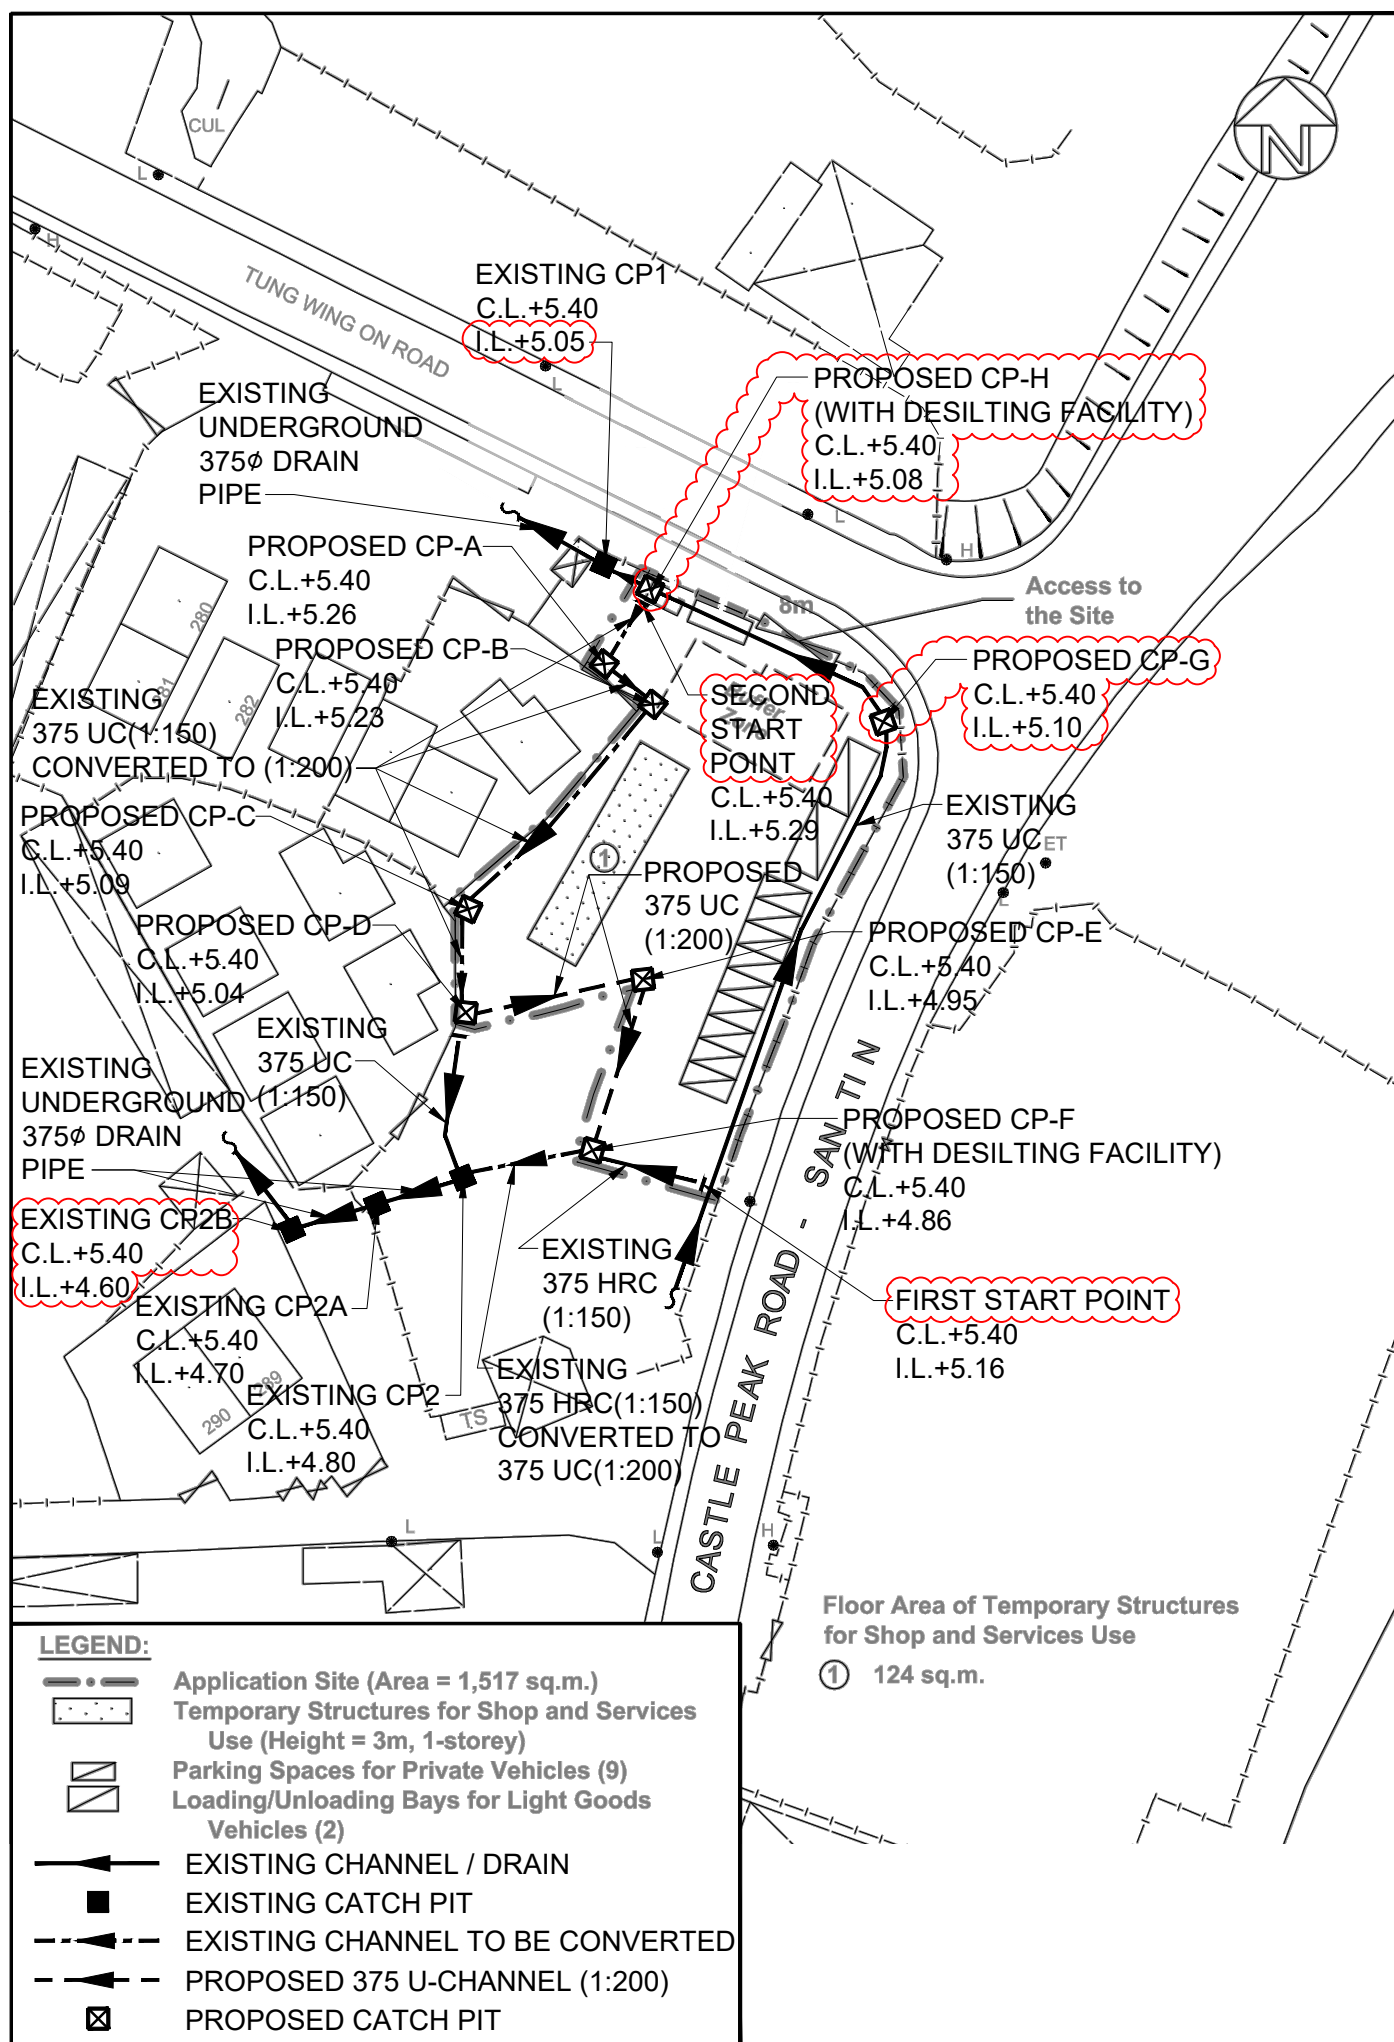 CUL
L
H
N
TUNG WING ON ROAD
EXISTING CP1
C.L.+5.40
I.L.+5.05
L
EXISTING
UNDERGROUND
375Ø DRAIN
PIPE
PROPOSED CP-H
(WITH DESILTING FACILITY)
C.L.+5.40
I.L.+5.08
L
H
PROPOSED CP-A
C.L.+5.40
I.L.+5.26
8m
Access to
the Site
280
281
282
PROPOSED CP-B
C.L.+5.40
I.L.+5.23
PROPOSED CP-G
C.L.+5.40
I.L.+5.10
EXISTING
375 UC(1:150)
CONVERTED TO (1:200)
Buffer
Zone
SECOND
START
POINT
C.L.+5.40
I.L.+5.29
EXISTING
375 UC
(1:150)
ET
L
PROPOSED CP-C
C.L.+5.40
I.L.+5.09
1
PROPOSED
375 UC
(1:200)
PROPOSED CP-D
C.L.+5.40
I.L.+5.04
PROPOSED CP-E
C.L.+5.40
I.L.+4.95
EXISTING
375 UC
(1:150)
EXISTING
UNDERGROUND
375Ø DRAIN
PIPE
PROPOSED CP-F
(WITH DESILTING FACILITY)
C.L.+5.40
I.L.+4.86
L
EXISTING CP2B
C.L.+5.40
I.L.+4.60
EXISTING
375 HRC
(1:150)
FIRST START POINT
C.L.+5.40
I.L.+5.16
EXISTING CP2A
C.L.+5.40
I.L.+4.70
289
290
EXISTING CP2
C.L.+5.40
I.L.+4.80
TS
EXISTING
375 HRC(1:150)
CONVERTED TO
375 UC(1:200)
CASTLE PEAK ROAD - SAN TIN
L
L
H
Floor Area of Temporary Structures
for Shop and Services Use
1 124 sq.m.
LEGEND:
Application Site (Area = 1,517 sq.m.)
Temporary Structures for Shop and Services
Use (Height = 3m, 1-storey)
Parking Spaces for Private Vehicles (9)
Loading/Unloading Bays for Light Goods
Vehicles (2)
EXISTING CHANNEL / DRAIN
EXISTING CATCH PIT
EXISTING CHANNEL TO BE CONVERTED
PROPOSED 375 U-CHANNEL (1:200)
PROPOSED CATCH PIT